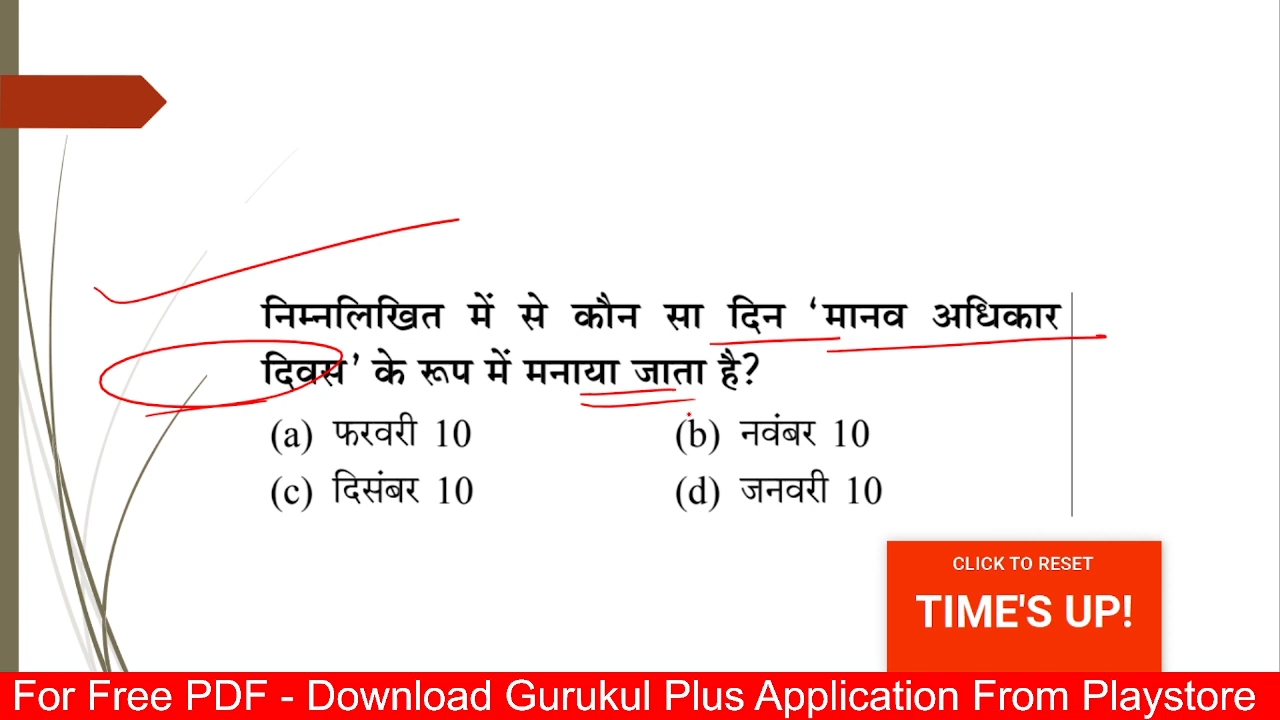 निम्नलिखित में से कौन सा दिन ‘मानव अधिकार
दिवस’ के रूप में मनाया जाता है?
(a) फरवरी 10 (b) नवंबर 10
(c) दिसंबर 10 (d) जनवरी 10
CLICK TO RESET
TIME'S UP!
For Free PDF - Download Gurukul Plus Application From Playstore